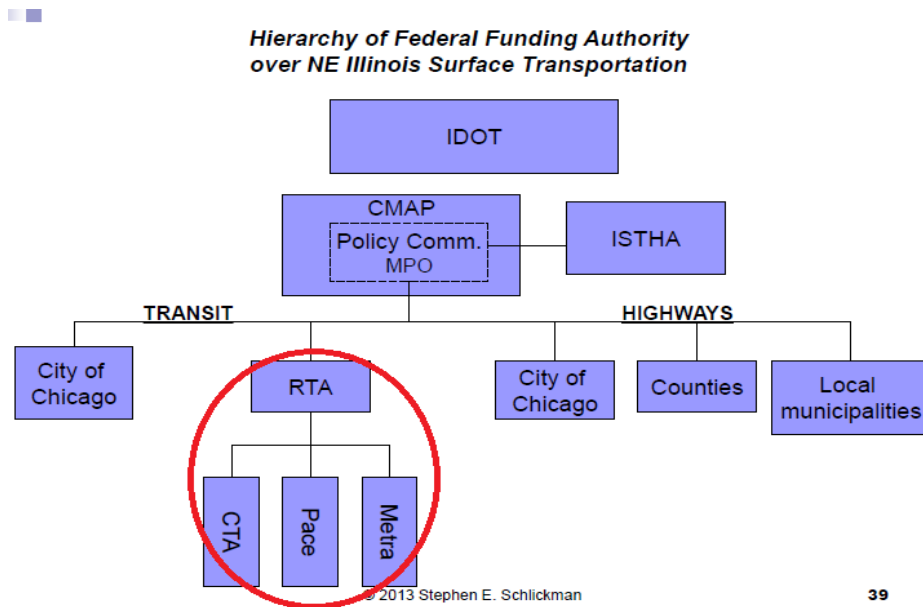 Hierarchy of Federal Funding Authority
over NE Illinois Surface Transportation
IDOT
CMAP
Policy Comm.
MPO
ISTHA
TRANSIT
HIGHWAYS
City of
Chicago
RTA
City of
Chicago
Counties
Local
municipalities
CTA
Pace
Metra
© 2013 Stephen E. Schlickman
39